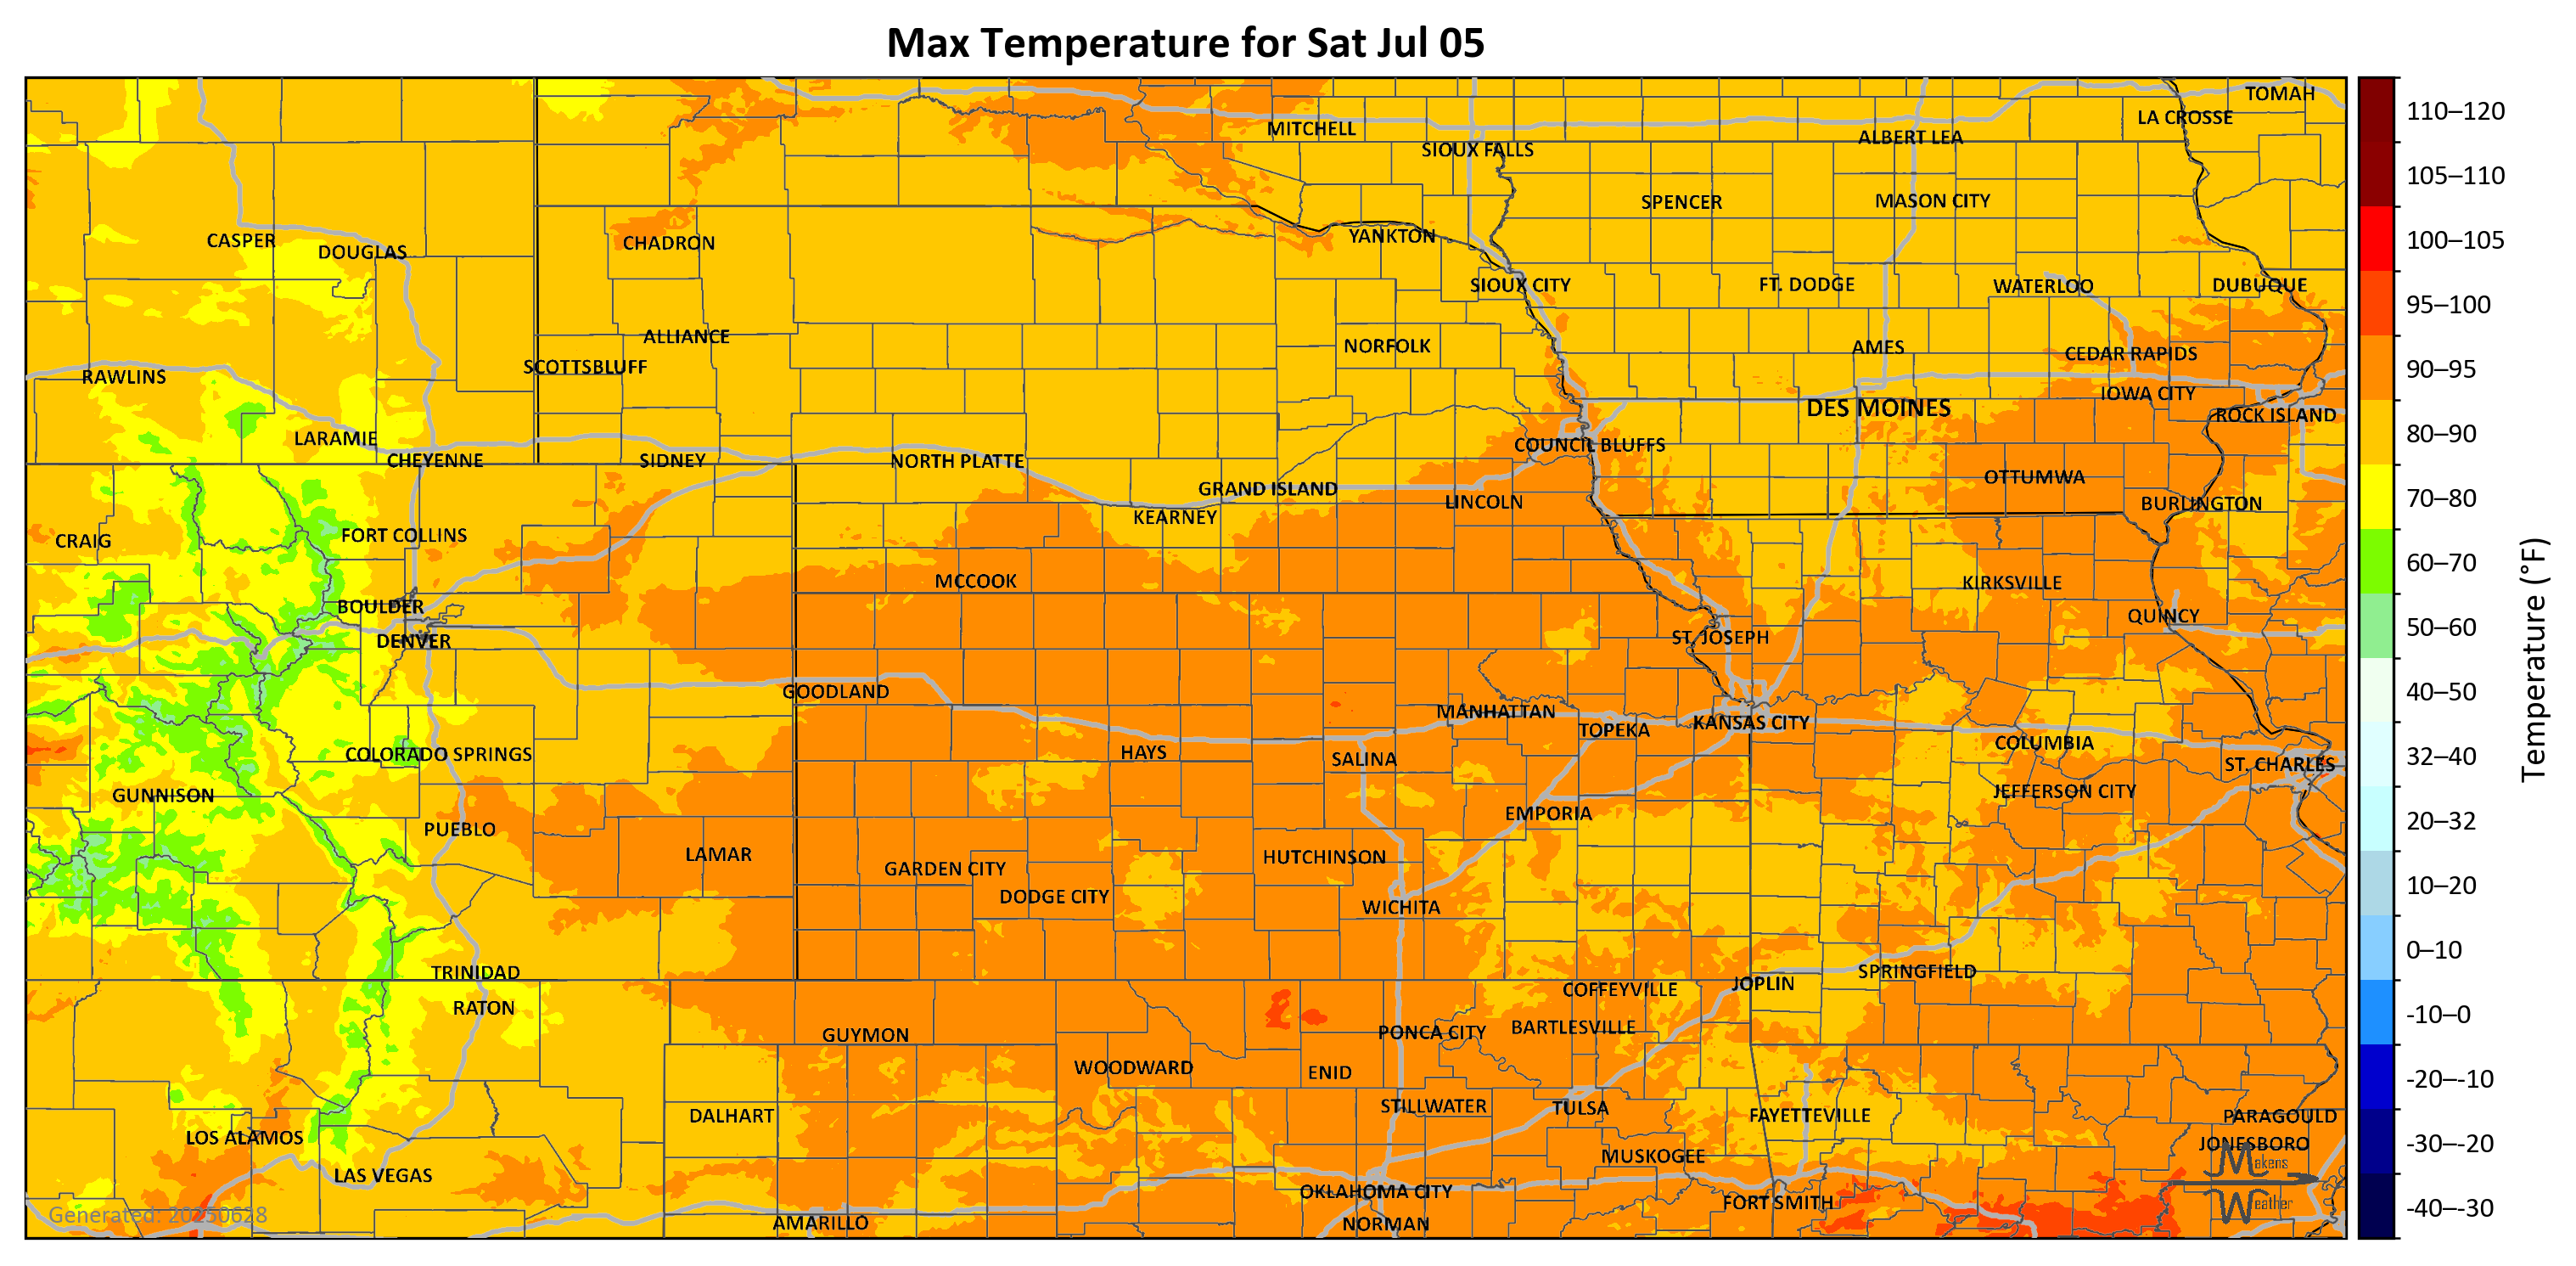 Max Temperature for Sat Jul 05
TOMAH
LA CROSSE
MITCHELL
ALBERT LEA
SIOUX FALLS
SPENCER
MASON CITY
CASPER
DOUGLAS
CHADRON
YANKTON
SIOUX CITY
FT. DODGE
WATERLOO
DUBUQUE
ALLIANCE
NORFOLK
AMES
CEDAR RAPIDS
SCOTTSBLUFF
RAWLINS
IOWA CITY
DES MOINES
ROCK ISLAND
LARAMIE
COUNCIL BLUFFS
CHEYENNE
SIDNEY
NORTH PLATTE
OTTUMWA
GRAND ISLAND
LINCOLN
BURLINGTON
KEARNEY
FORT COLLINS
CRAIG
MCCOOK
KIRKSVILLE
BOULDER
QUINCY
DENVER
ST. JOSEPH
GOODLAND
MANHATTAN
KANSAS CITY
TOPEKA
COLUMBIA
COLORADO SPRINGS
HAYS
SALINA
ST. CHARLES
GUNNISON
JEFFERSON CITY
EMPORIA
PUEBLO
LAMAR
HUTCHINSON
GARDEN CITY
DODGE CITY
WICHITA
TRINIDAD
SPRINGFIELD
JOPLIN
COFFEYVILLE
RATON
BARTLESVILLE
PONCA CITY
GUYMON
WOODWARD
ENID
STILLWATER
TULSA
DALHART
FAYETTEVILLE
PARAGOULD
LOS ALAMOS
JONESBORO
MUSKOGEE
LAS VEGAS
OKLAHOMA CITY
FORT SMITH
AMARILLO
NORMAN
Generated: 20250628
Makens
Weather
110–120
105–110
100–105
95–100
90–95
80–90
70–80
60–70
50–60
40–50
32–40
20–32
10–20
0–10
-10–0
-20–-10
-30–-20
-40–-30
Temperature (°F)